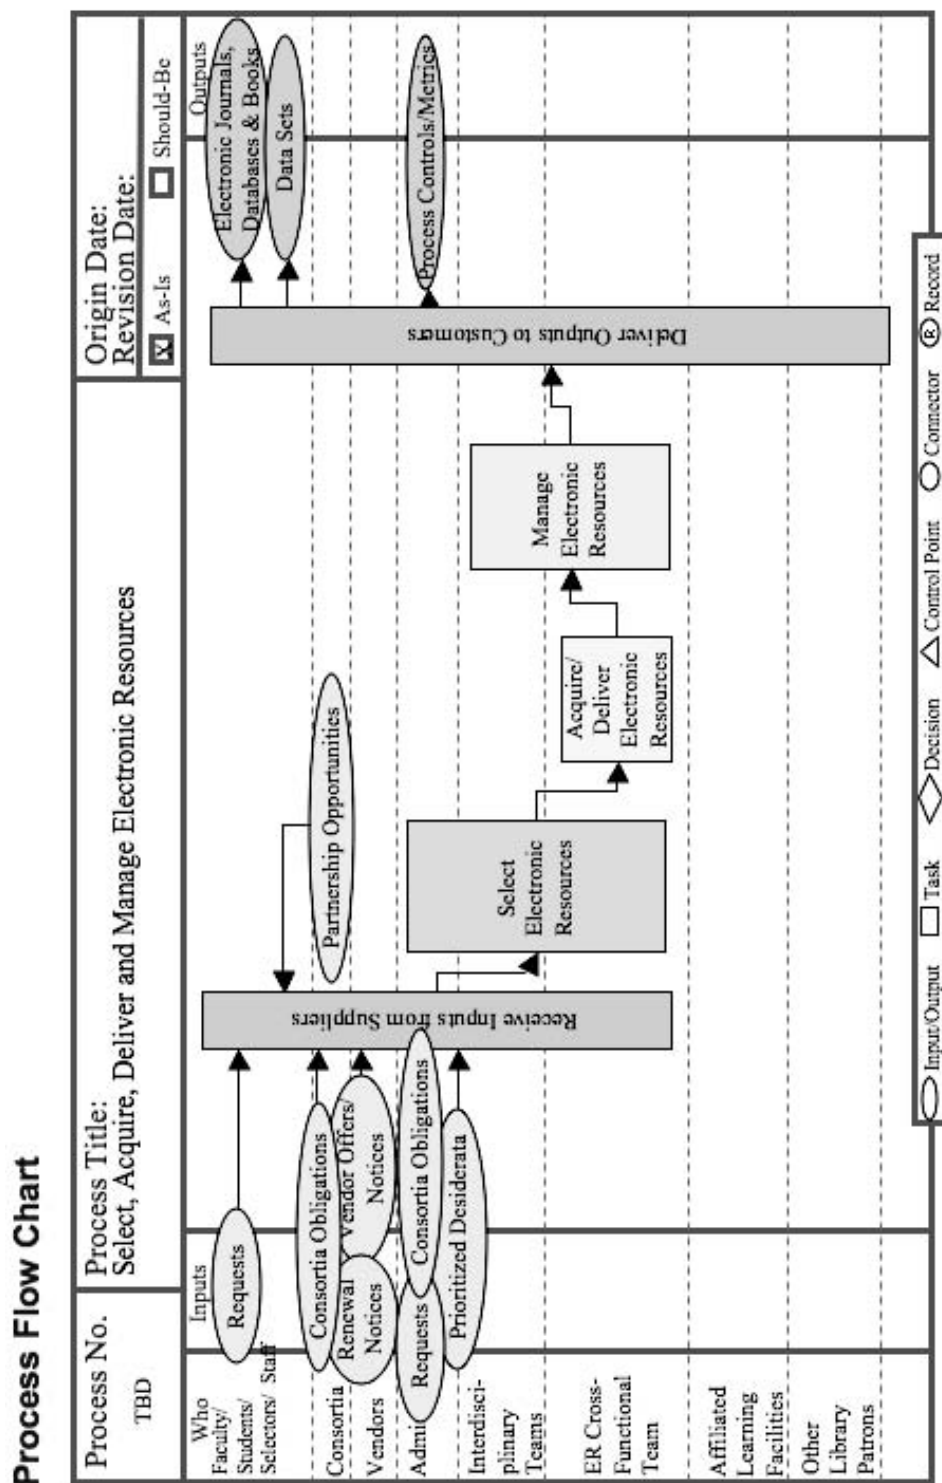 Process Flow Chart
Process No.
TBD
Process Title:
Select, Acquire, Deliver and Manage Electronic Resources
Origin Date:
Revision Date:
X As-Is
Should-Be
Who
Inputs
Outputs
Faculty/
Students/
Selectors/ Staff
Consortia
Vendors
Admi
Interdisci-
plinary
Teams
ER Cross-
Functional
Team
Affiliated
Learning
Facilities
Other
Library
Patrons
Requests
Consortia Obligations
Renewal
Notices
Vendor Offers/
Notices
Requests
Consortia Obligations
Prioritized Desiderata
Receive Inputs from Suppliers
Partnership Opportunities
Select
Electronic
Resources
Acquire/
Deliver
Electronic
Resources
Manage
Electronic
Resources
Deliver Outputs to Customers
Electronic Journals,
Databases & Books
Data Sets
Process Controls/Metrics
Input/Output
Task
Decision
Control Point
Connector
R Record